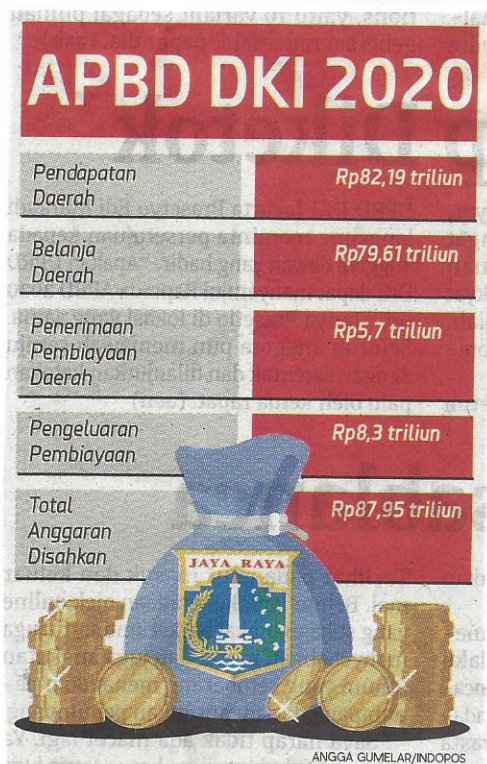 APBD DKI 2020
Pendapatan
Daerah
Rp82,19 triliun
Belanja
Daerah
Rp79,61 triliun
Penerimaan
Pembiayaan
Daerah
Rp5,7 triliun
Pengeluaran
Pembiayaan
Rp8,3 triliun
Total
Anggaran
Disahkan
Rp87,95 triliun
JAYA RAYA
ANGGA GUMELAR/INDOPOS